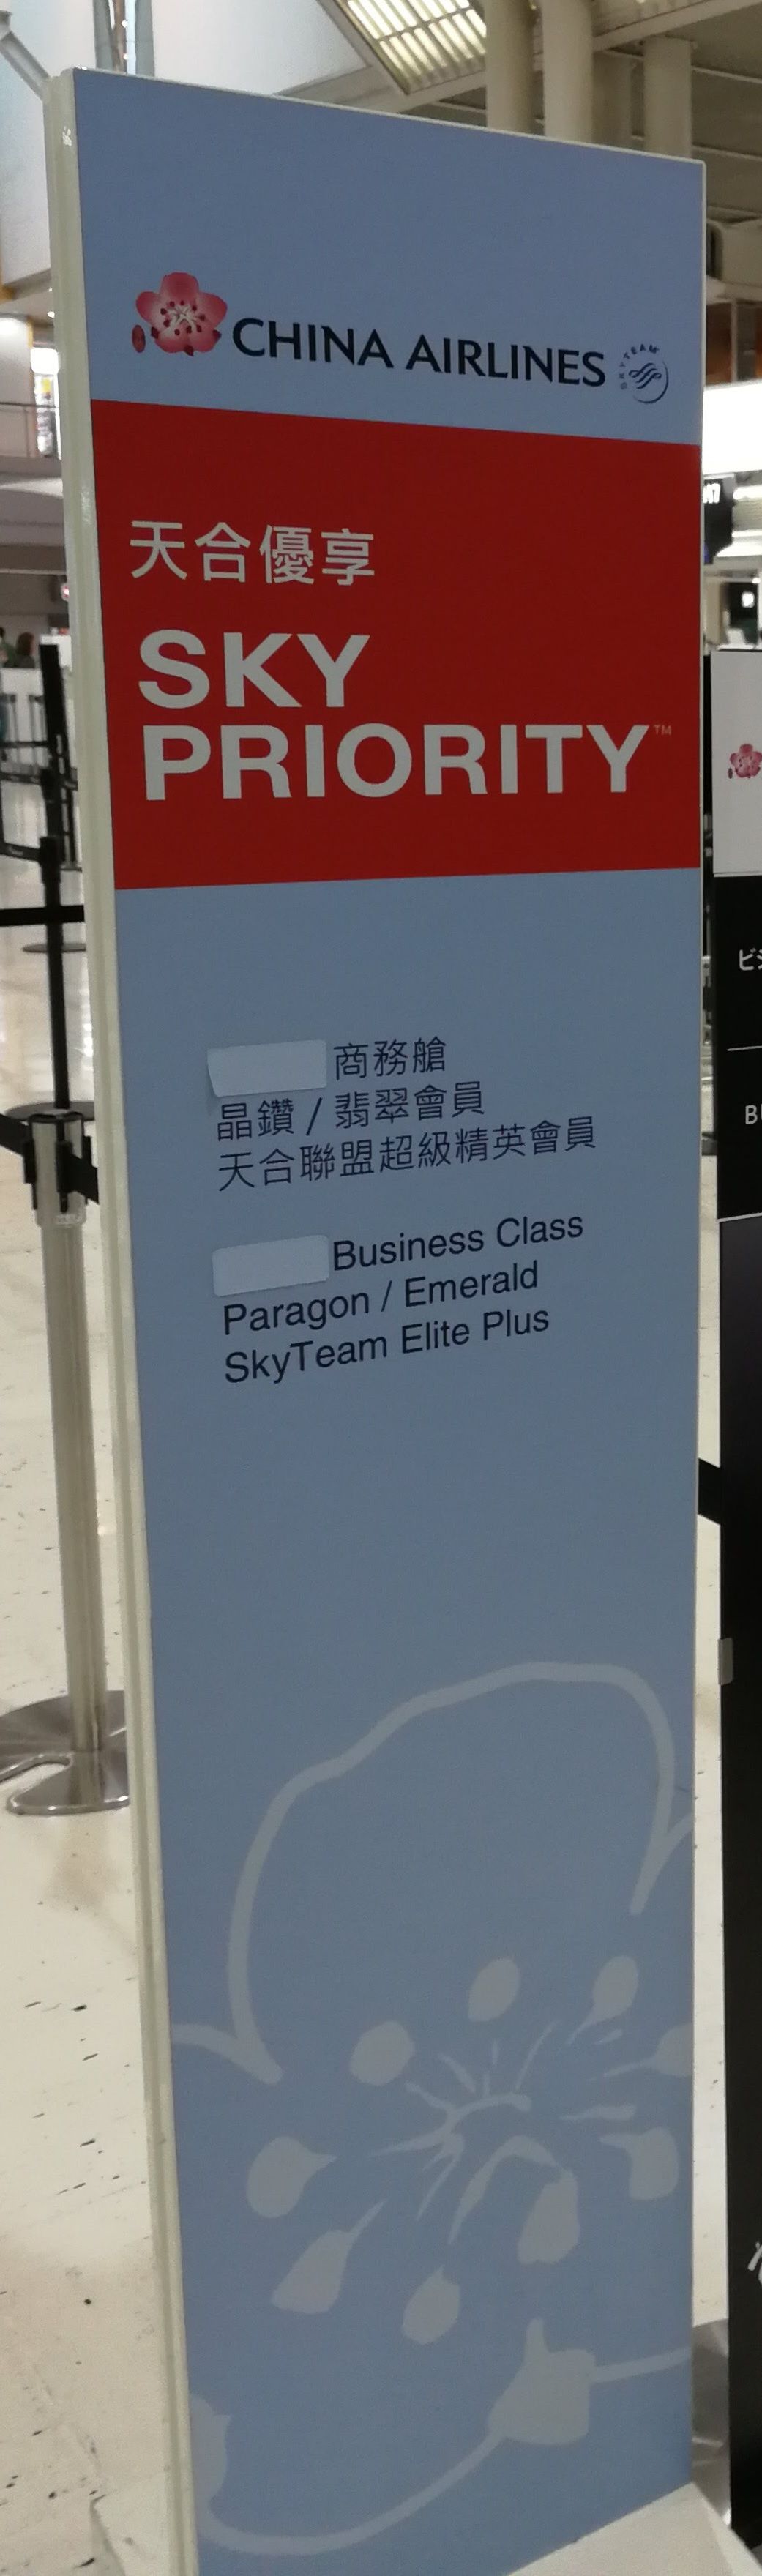 CHINA AIRLINES SKYTEAM
天合優享
SKY
PRIORITY™
商務艙
晶鑽 / 翡翠會員
天合聯盟超級精英會員
Business Class
Paragon / Emerald
SkyTeam Elite Plus